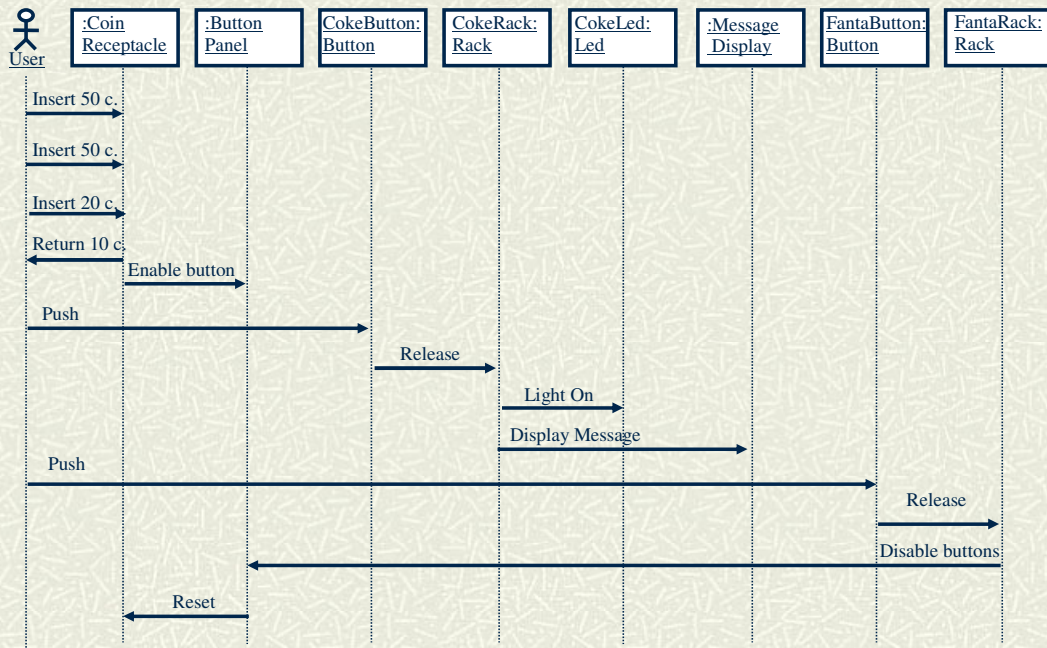 User
:Coin
Receptacle
:Button
Panel
CokeButton:
Button
CokeRack:
Rack
CokeLed:
Led
:Message
Display
FantaButton:
Button
FantaRack:
Rack
Insert 50 c.
Insert 50 c.
Insert 20 c.
Return 10 c.
Enable button
Push
Release
Light On
Display Message
Push
Release
Disable buttons
Reset